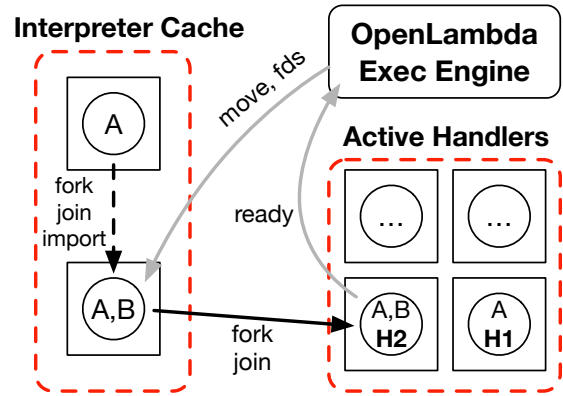 Interpreter Cache
A
fork
join
import
A,B
move, fds
OpenLambda
Exec Engine
ready
fork
join
Active Handlers
...
...
A,B
H2
A
H1